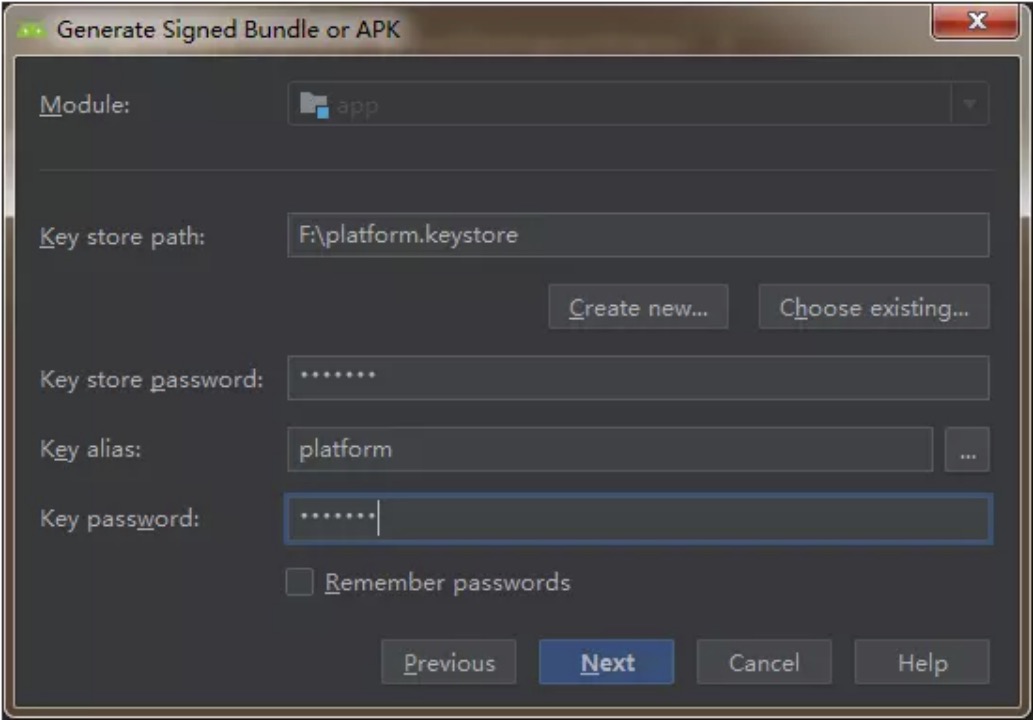 Generate Signed Bundle or APK
Module: app
Key store path: F:\platform.keystore
Create new... Choose existing...
Key store password: •••••••
Key alias: platform ...
Key password: •••••••
Remember passwords
Previous Next Cancel Help